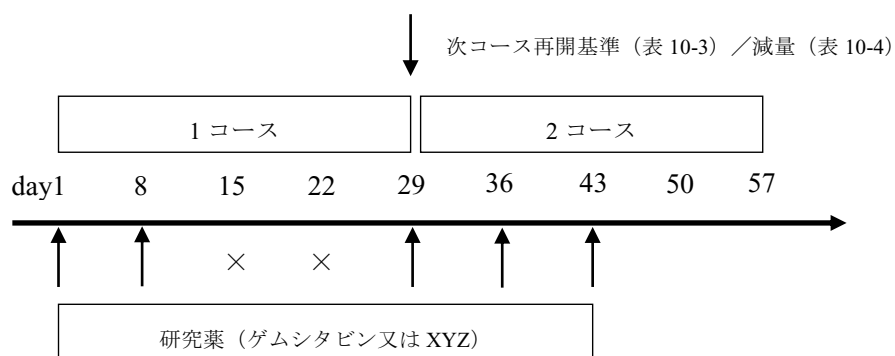 次コース再開基準（表 10-3）／減量（表 10-4）
1 コース 2 コース
day1 8 15 22 29 36 43 50 57
× ×
研究薬（ゲムシタビン又は XYZ）